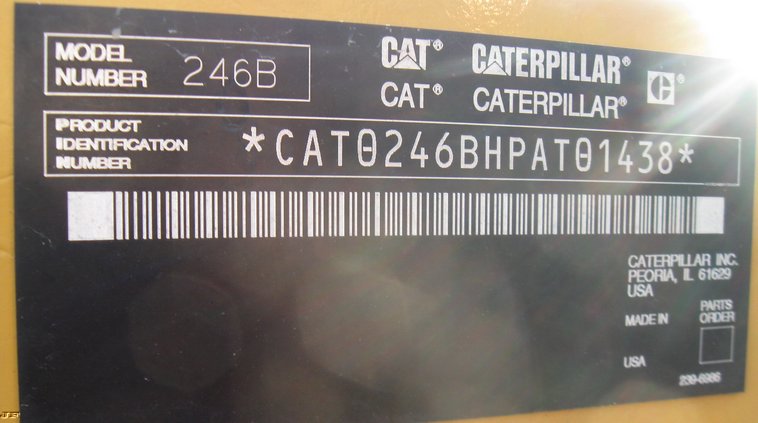 MODEL
NUMBER 246B
CAT® CATERPILLAR®
CAT® CATERPILLAR®
PRODUCT
IDENTIFICATION
NUMBER
*CAT0246BHPAT01438*
CATERPILLAR INC.
PEORIA, IL 61629
USA
MADE IN
USA
PARTS
ORDER
239-6986